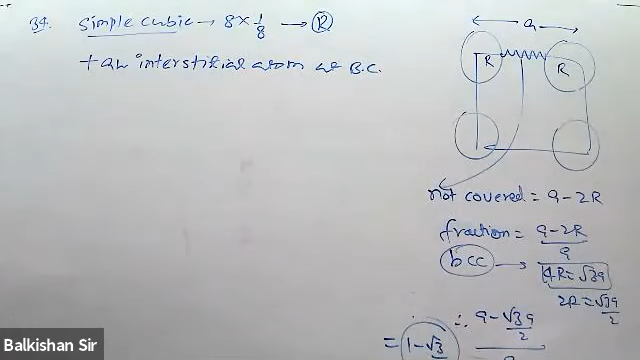 34. simple cubic → 8 × 1/8 → R
+ an interstitial atom at B.C.
a
R R
not covered = a - 2R
fraction = a - 2R / a
bcc → 4R = √3a
2R = √3a / 2
∴ a - √3a/2
= 1 - √3
Balkishan Sir